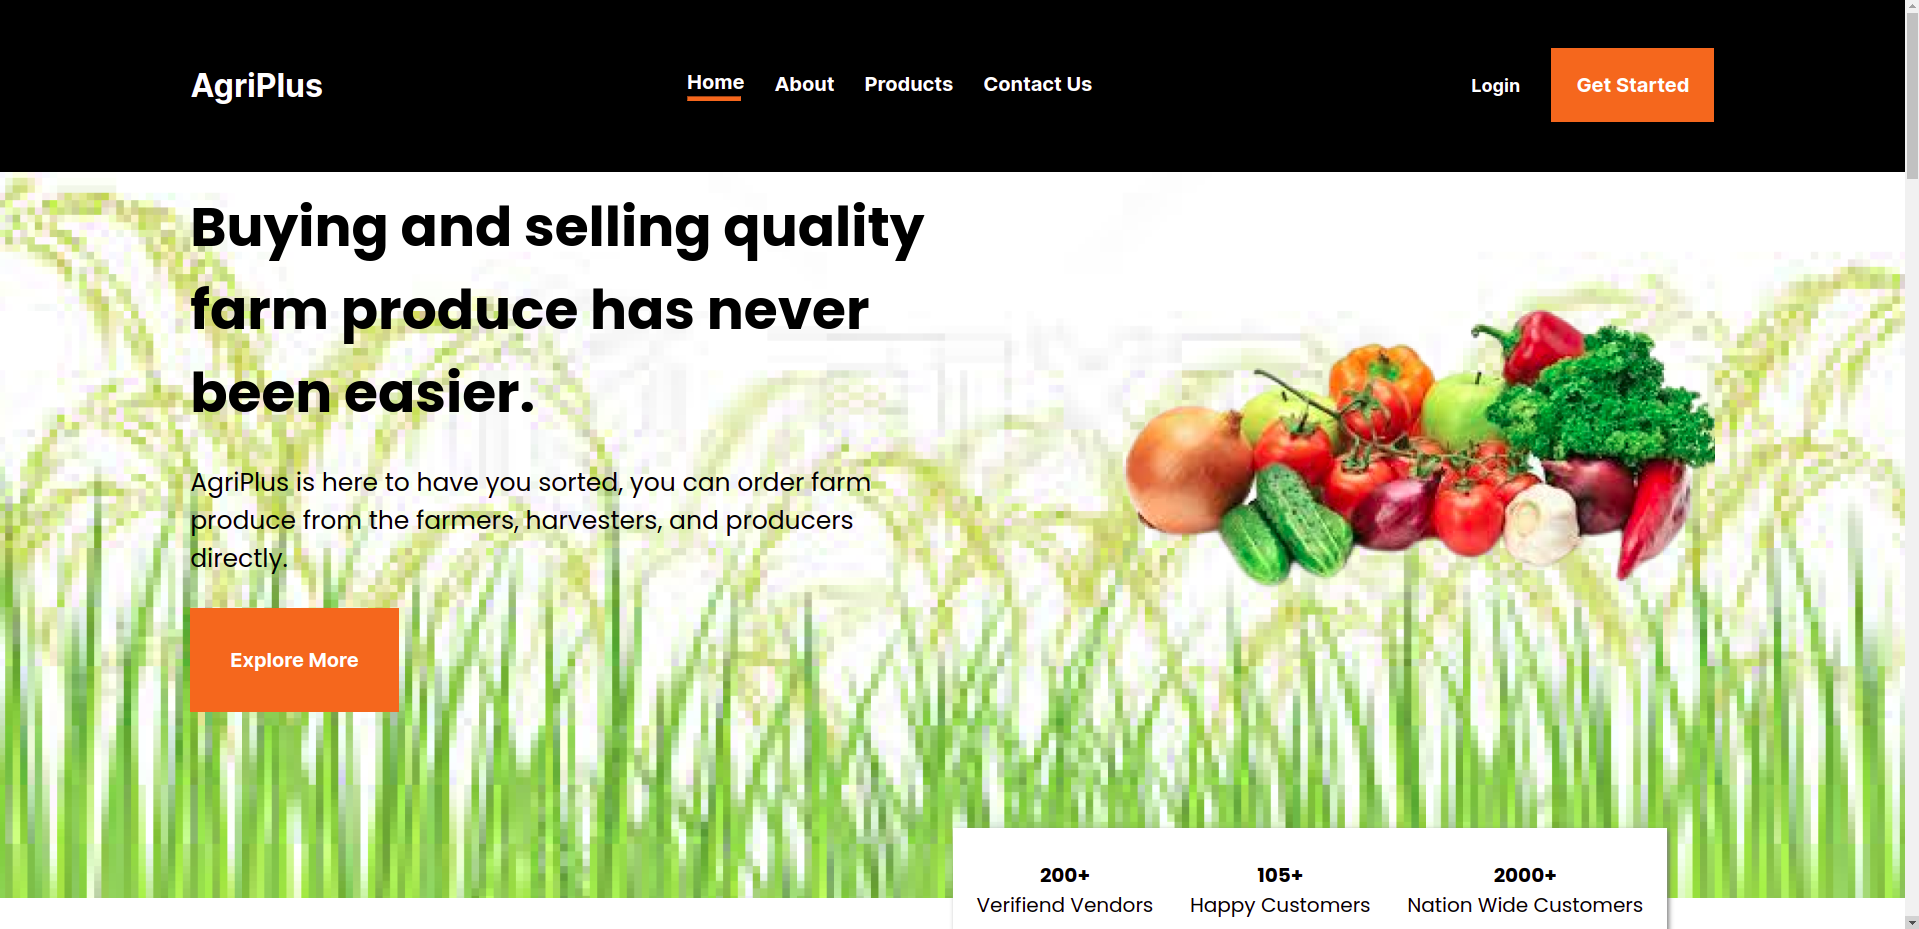 AgriPlus
Home About Products Contact Us
Login
Get Started
Buying and selling quality
farm produce has never
been easier.
AgriPlus is here to have you sorted, you can order farm
produce from the farmers, harvesters, and producers
directly.
Explore More
200+
Verifiend Vendors
105+
Happy Customers
2000+
Nation Wide Customers